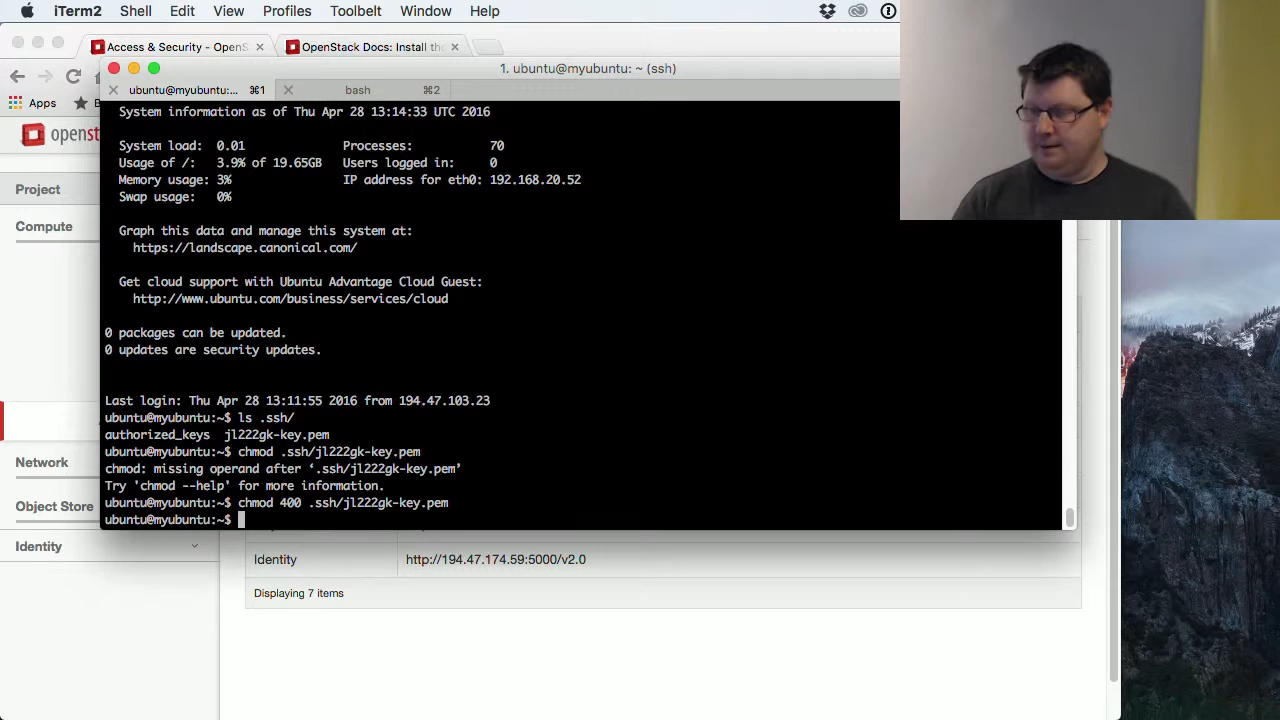 iTerm2 Shell Edit View Profiles Toolbelt Window Help
Access & Security - OpenS
OpenStack Docs: Install the
1. ubuntu@myubuntu: ~ (ssh)
Apps
ubuntu@myubuntu:... ⌘1
bash ⌘2
openst
Project
Compute
Network
Object Store
Identity
System information as of Thu Apr 28 13:14:33 UTC 2016
System load: 0.01 Processes: 70
Usage of /: 3.9% of 19.65GB Users logged in: 0
Memory usage: 3% IP address for eth0: 192.168.20.52
Swap usage: 0%
Graph this data and manage this system at:
https://landscape.canonical.com/
Get cloud support with Ubuntu Advantage Cloud Guest:
http://www.ubuntu.com/business/services/cloud
0 packages can be updated.
0 updates are security updates.
Last login: Thu Apr 28 13:11:55 2016 from 194.47.103.23
ubuntu@myubuntu:~$ ls .ssh/
authorized_keys jl222gk-key.pem
ubuntu@myubuntu:~$ chmod .ssh/jl222gk-key.pem
chmod: missing operand after ‘.ssh/jl222gk-key.pem’
Try 'chmod --help' for more information.
ubuntu@myubuntu:~$ chmod 400 .ssh/jl222gk-key.pem
ubuntu@myubuntu:~$
Identity http://194.47.174.59:5000/v2.0
Displaying 7 items